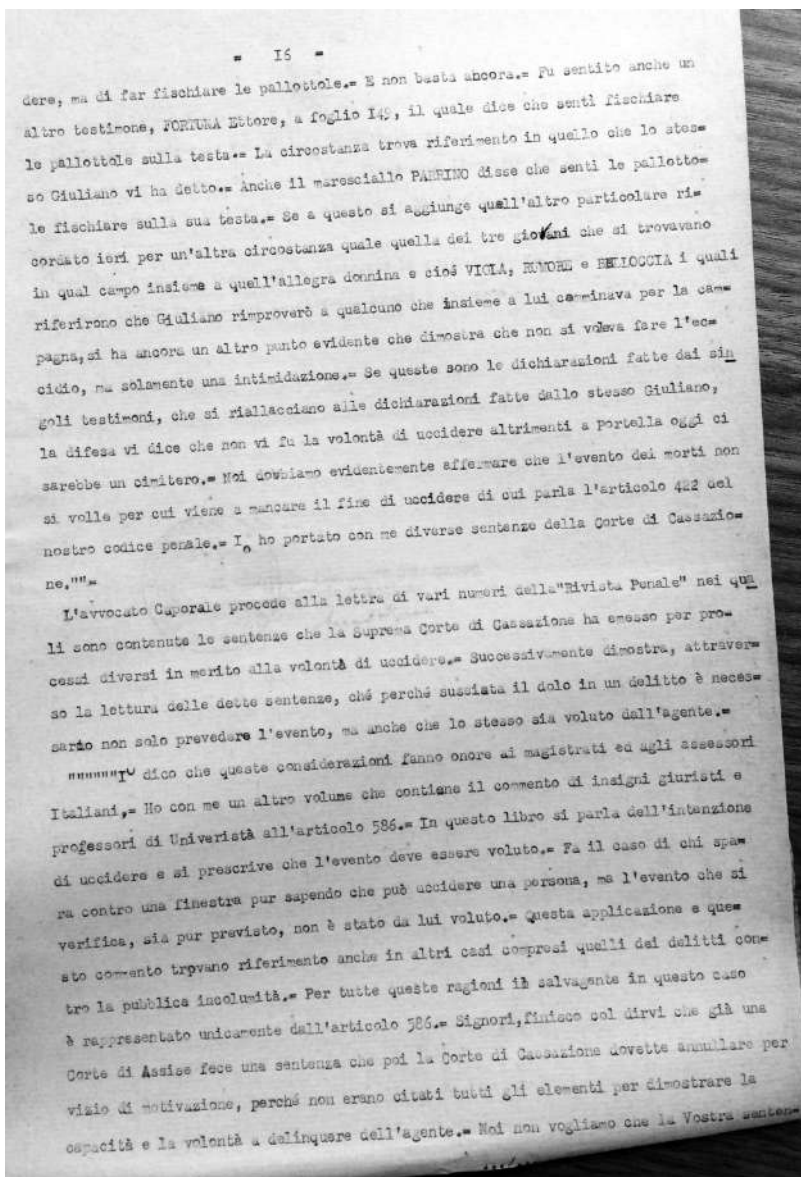 = I6 =
dere, ma di far fischiare le pallottole.= E non basta ancora.= Fu sentito anche un
altro testimone, FORTUNA Ettore, a foglio I49, il quale dice che sentì fischiare
le pallottole sulla testa.= La circostanza trova riferimento in quello che lo stes=
so Giuliano vi ha detto.= Anche il maresciallo PARRINO disse che sentì le pallotto=
le fischiare sulla sua testa.= Se a questo si aggiunge quell'altro particolare ri=
cordato ieri per un'altra circostanza quale quella dei tre giovani che si trovavano
in qual campo insieme a quell'allegra donnina e cioé VIGLA, RUMORE e BELLOCCIA i quali
riferirono che Giuliano rimproverò a qualcuno che insieme a lui camminava per la cam=
pagna,si ha ancora un altro punto evidente che dimostra che non si voleva fare l'ec=
cidio, ma solamente una intimidazione.= Se queste sono le dichiarazioni fatte dai sin
goli testimoni, che si riallacciano alle dichiarazioni fatte dallo stesso Giuliano,
la difesa vi dice che non vi fu la volontà di uccidere altrimenti a Portella oggi ci
sarebbe un cimitero.= Noi dobbiamo evidentemente affermare che l'evento dei morti non
si volle per cui viene a mancare il fine di uccidere di cui parla l'articolo 422 del
nostro codice penale.= Io ho portato con me diverse sentenze della Corte di Cassazio=
ne.""=
L'avvocato Caporale procede alla lettra di vari numeri della"Rivista Penale" nei qua
li sono contenute le sentenze che la Suprema Corte di Cassazione ha emesso per pro=
cessi diversi in merito alla volontà di uccidere.= Successivamente dimostra, attraver=
so la lettura delle dette sentenze, ché perché sussista il dolo in un delitto è neces=
sario non solo prevedere l'evento, ma anche che lo stesso sia voluto dall'agente.=
""""""Io dico che queste considerazioni fanno onore ai magistrati ed agli assessori
Italiani,= Ho con me un altro volume che contiene il commento di insigni giuristi e
professori di Univeristà all'articolo 586.= In questo libro si parla dell'intenzione
di uccidere e si prescrive che l'evento deve essere voluto.= Fa il caso di chi spa=
ra contro una finestra pur sapendo che può uccidere una persona, ma l'evento che si
verifica, sia pur previsto, non è stato da lui voluto.= Questa applicazione e que=
sto commento trpvano riferimento anche in altri casi compresi quelli dei delitti con=
tro la pubblica incolumità.= Per tutte queste ragioni il salvagente in questo caso
è rappresentato unicamente dall'articolo 586.= Signori,finisco col dirvi che già una
Corte di Assise fece una sentenza che poi la Corte di Cassazione dovette annullare per
vizio di motivazione, perché non erano citati tutti gli elementi per dimostrare la
capacità e la volontà a delinquere dell'agente.= Noi non vogliamo che la Vostra senten=
.../...